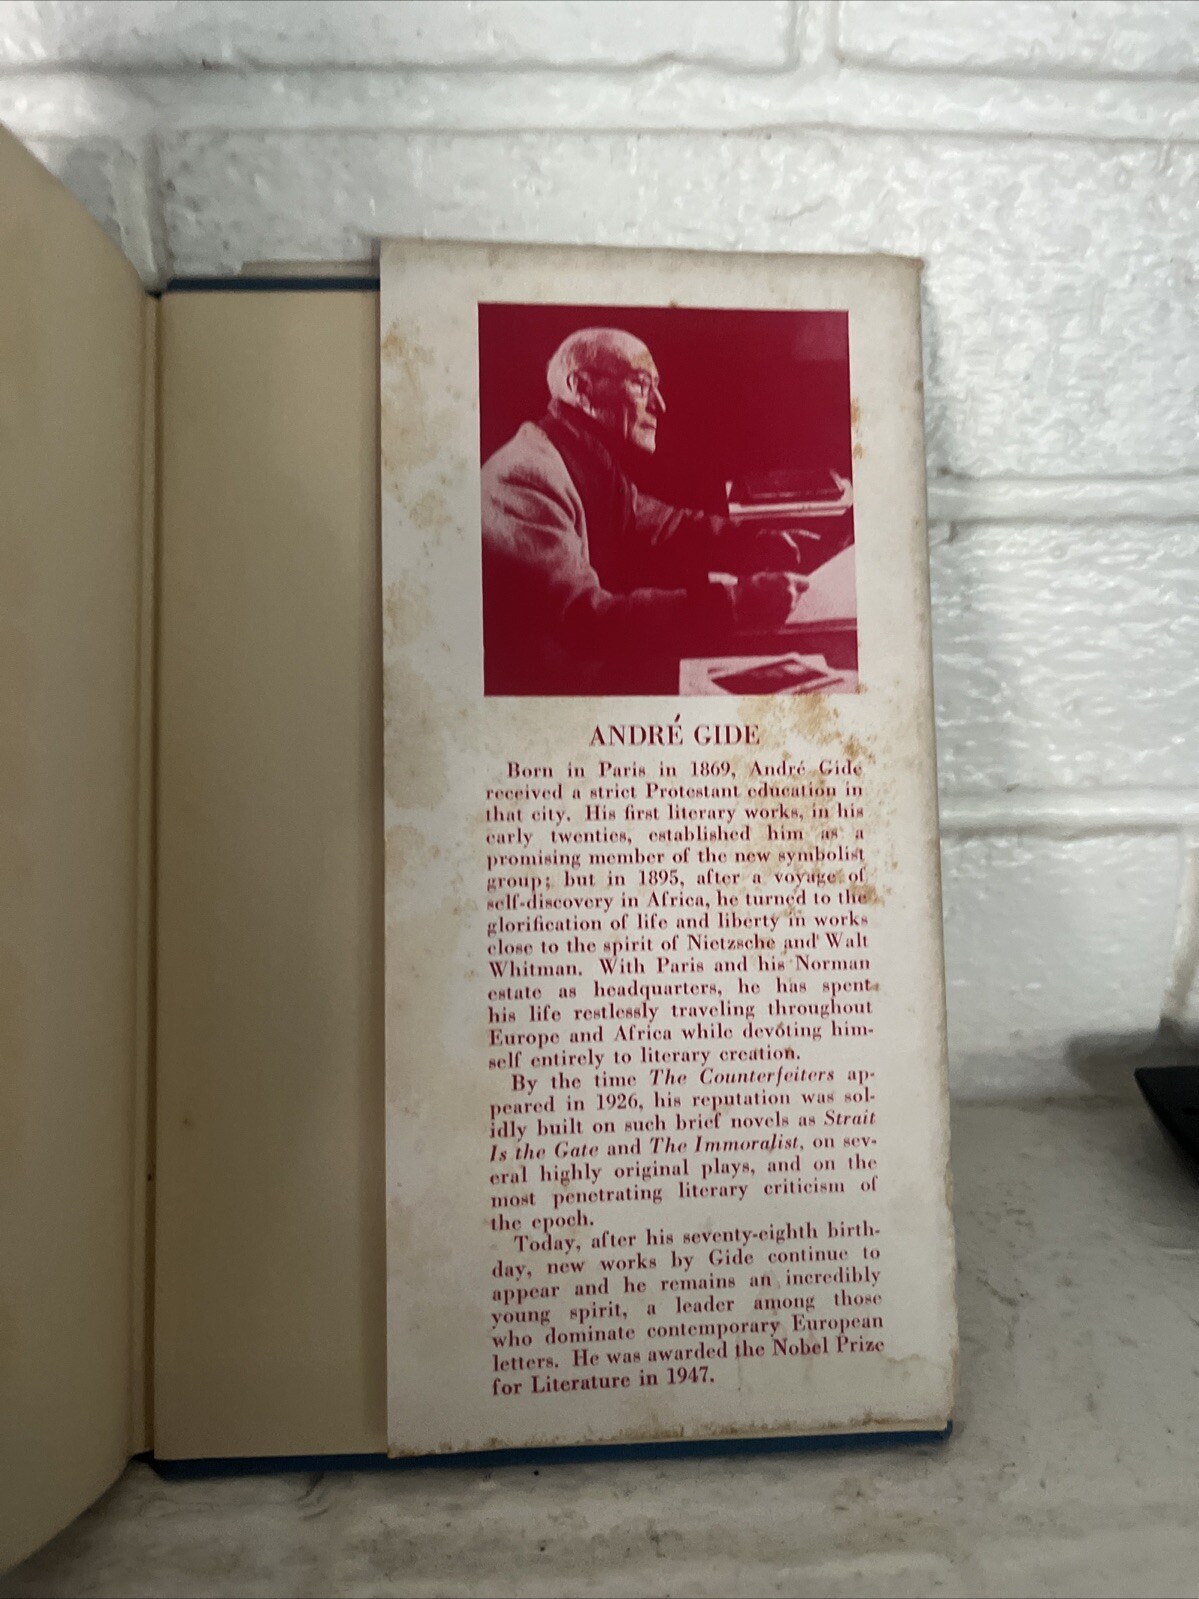 ANDRÉ GIDE
Born in Paris in 1869, André Gide
received a strict Protestant education in
that city. His first literary works, in his
early twenties, established him as a
promising member of the new symbolist
group; but in 1895, after a voyage of
self-discovery in Africa, he turned to the
glorification of life and liberty in works
close to the spirit of Nietzsche and Walt
Whitman. With Paris and his Norman
estate as headquarters, he has spent
his life restlessly traveling throughout
Europe and Africa while devoting him-
self entirely to literary creation.
By the time The Counterfeiters ap-
peared in 1926, his reputation was sol-
idly built on such brief novels as Strait
Is the Gate and The Immoralist, on sev-
eral highly original plays, and on the
most penetrating literary criticism of
the epoch.
Today, after his seventy-eighth birth-
day, new works by Gide continue to
appear and he remains an incredibly
young spirit, a leader among those
who dominate contemporary European
letters. He was awarded the Nobel Prize
for Literature in 1947.